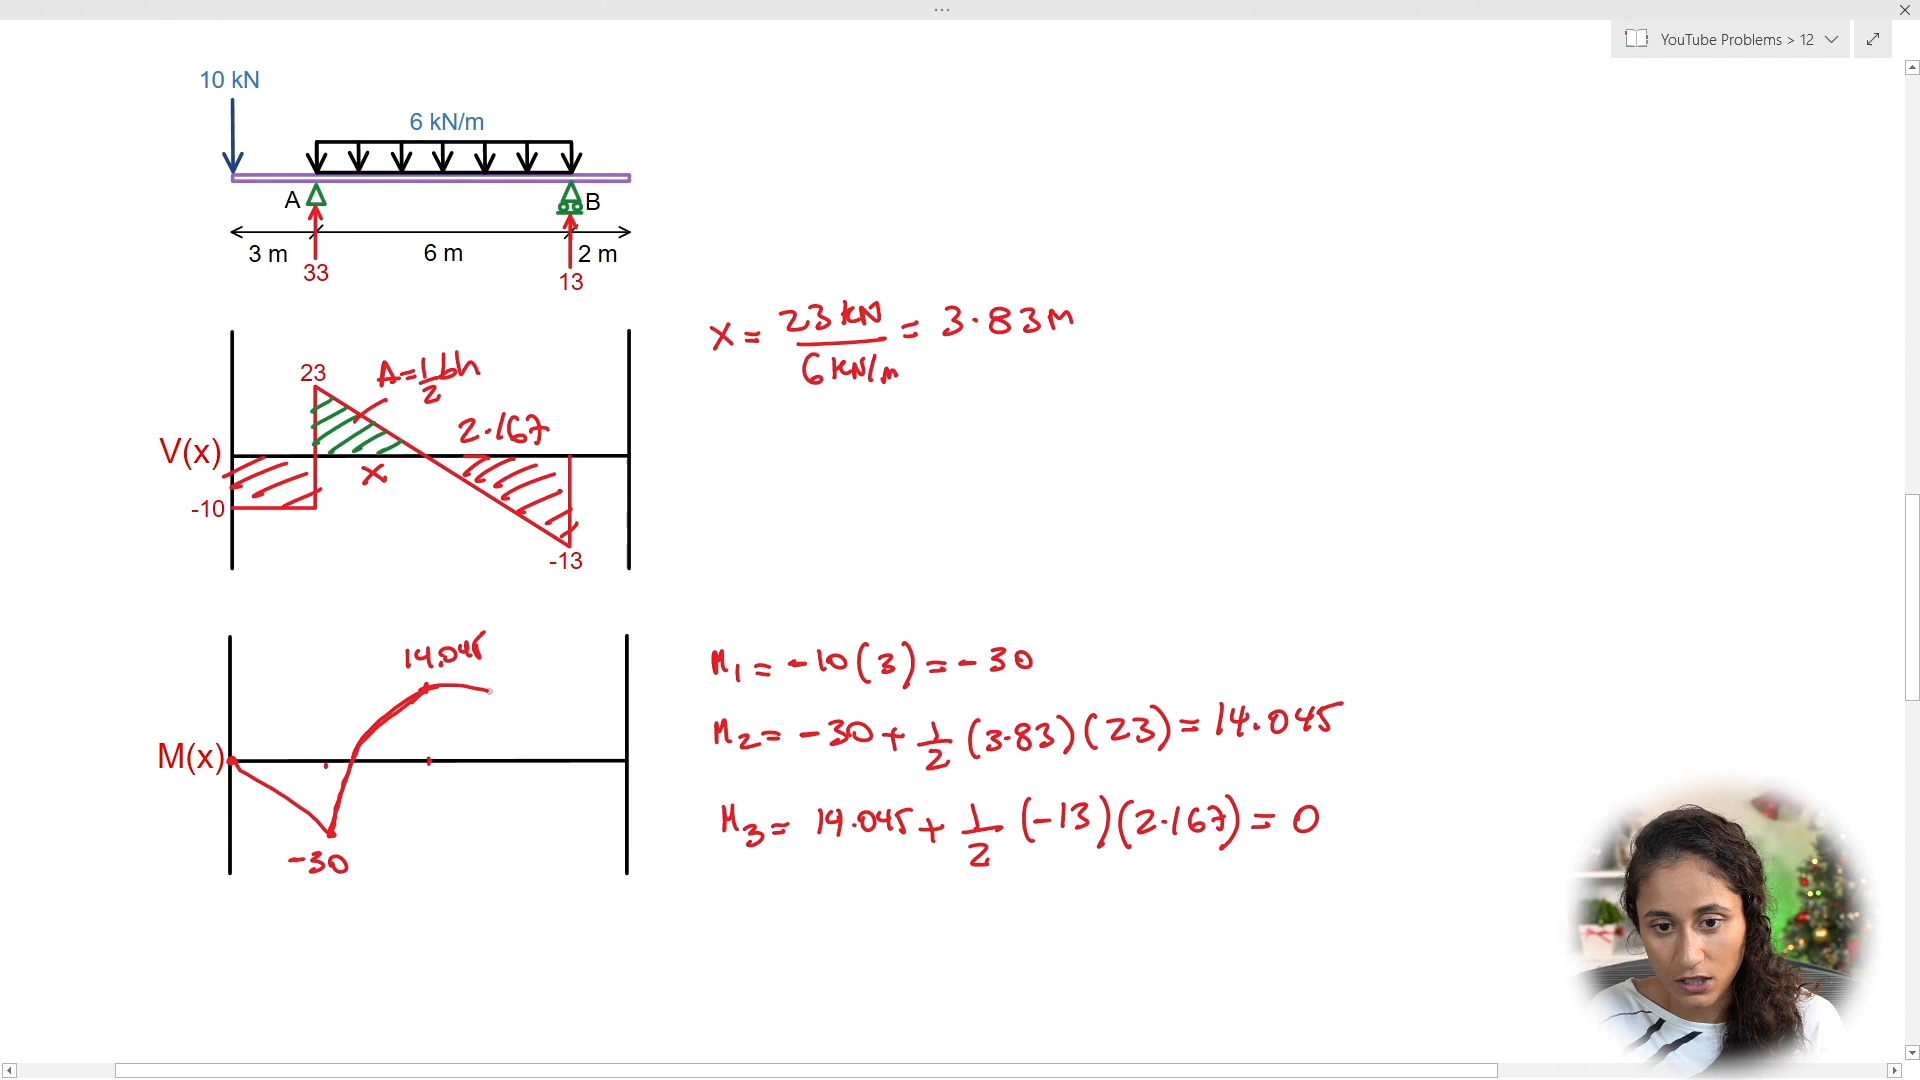 ...
YouTube Problems > 12
10 kN
6 kN/m
A
B
3 m
6 m
2 m
33
13
x = 23 kN / 6 kN/m = 3.83 m
23
A = 1/2 bh
2.167
V(x)
x
-10
-13
14.045
M1 = -10(3) = -30
M2 = -30 + 1/2 (3.83)(23) = 14.045
M(x)
M3 = 14.045 + 1/2 (-13)(2.167) = 0
-30